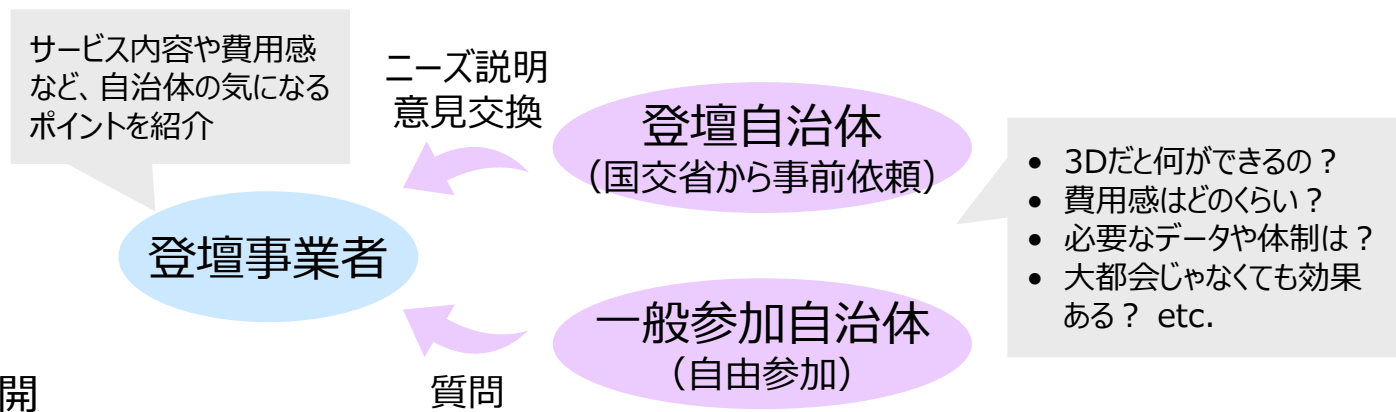 サービス内容や費用感
など、自治体の気になる
ポイントを紹介
ニーズ説明
意見交換
登壇自治体
（国交省から事前依頼）
• 3Dだと何ができるの？
• 費用感はどのくらい？
• 必要なデータや体制は？
• 大都会じゃなくても効果
ある？ etc.
登壇事業者
一般参加自治体
（自由参加）
質問
開